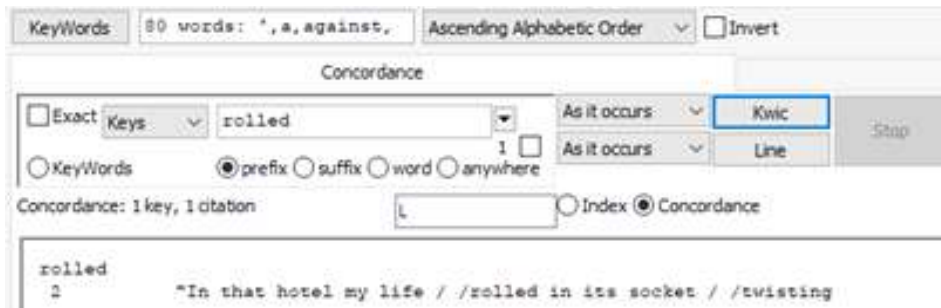 KeyWords 80 words: ",a,against, Ascending Alphabetic Order Invert
Concordance
Exact Keys rolled As it occurs Kwic Stop
1 As it occurs Line
KeyWords prefix suffix word anywhere
Concordance: 1 key, 1 citation L Index Concordance
rolled
2 "In that hotel my life / /rolled in its socket / /twisting